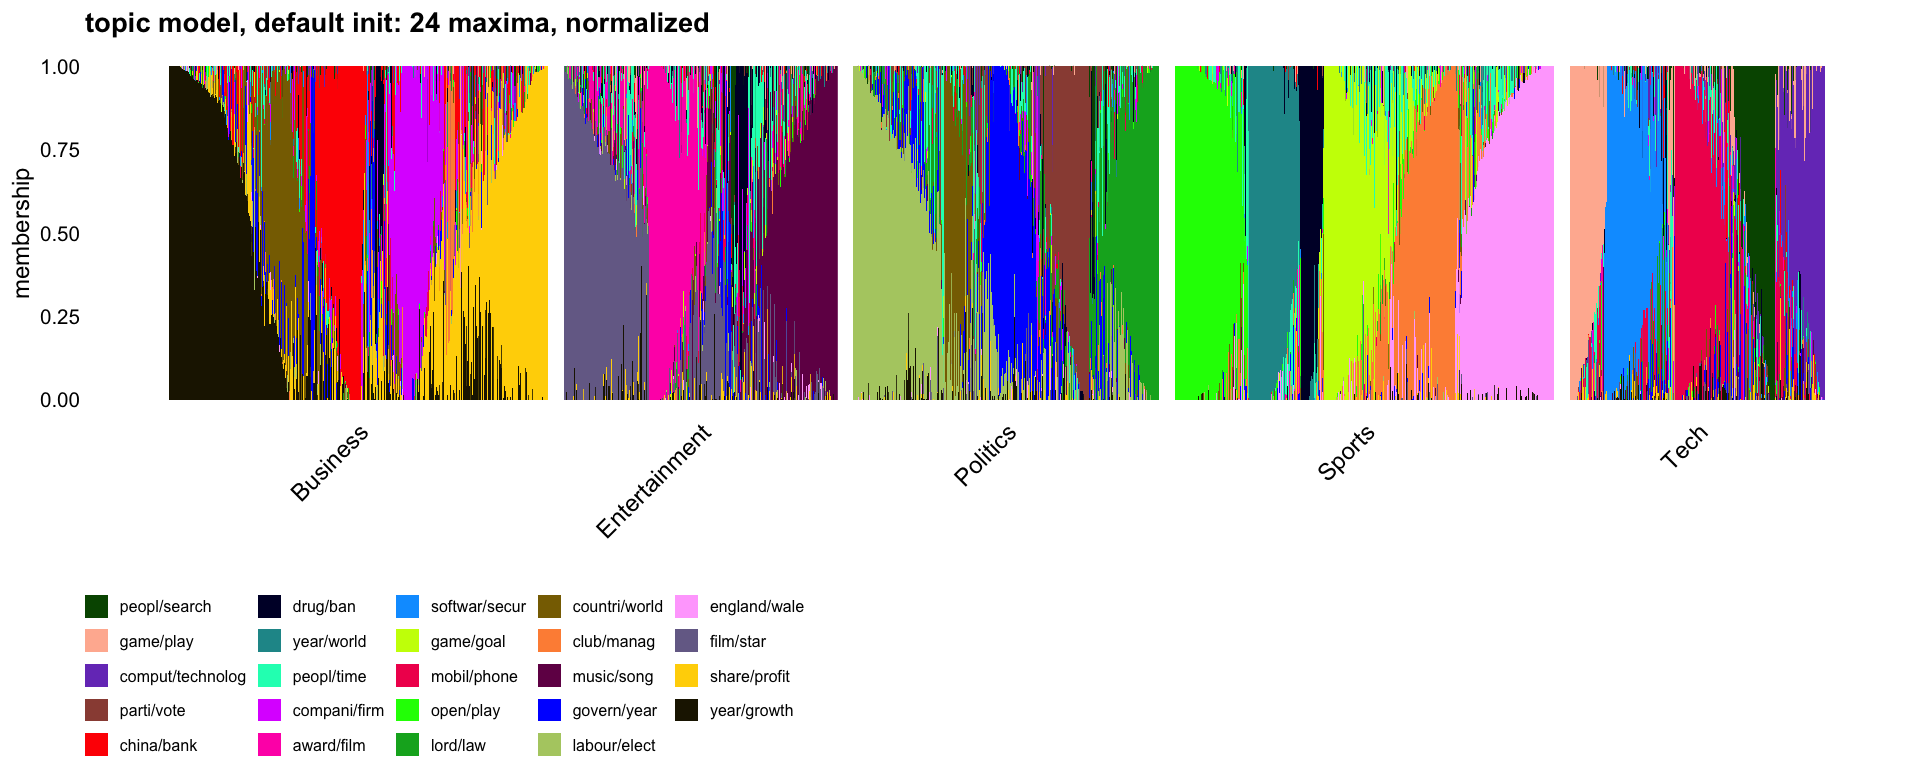 topic model, default init: 24 maxima, normalized
1.00
0.75
0.50
0.25
0.00
membership
Business
Entertainment
Politics
Sports
Tech
peopl/search
drug/ban
softwar/secur
countri/world
england/wale
game/play
year/world
game/goal
club/manag
film/star
comput/technolog
peopl/time
mobil/phone
music/song
share/profit
parti/vote
compani/firm
open/play
govern/year
year/growth
china/bank
award/film
lord/law
labour/elect